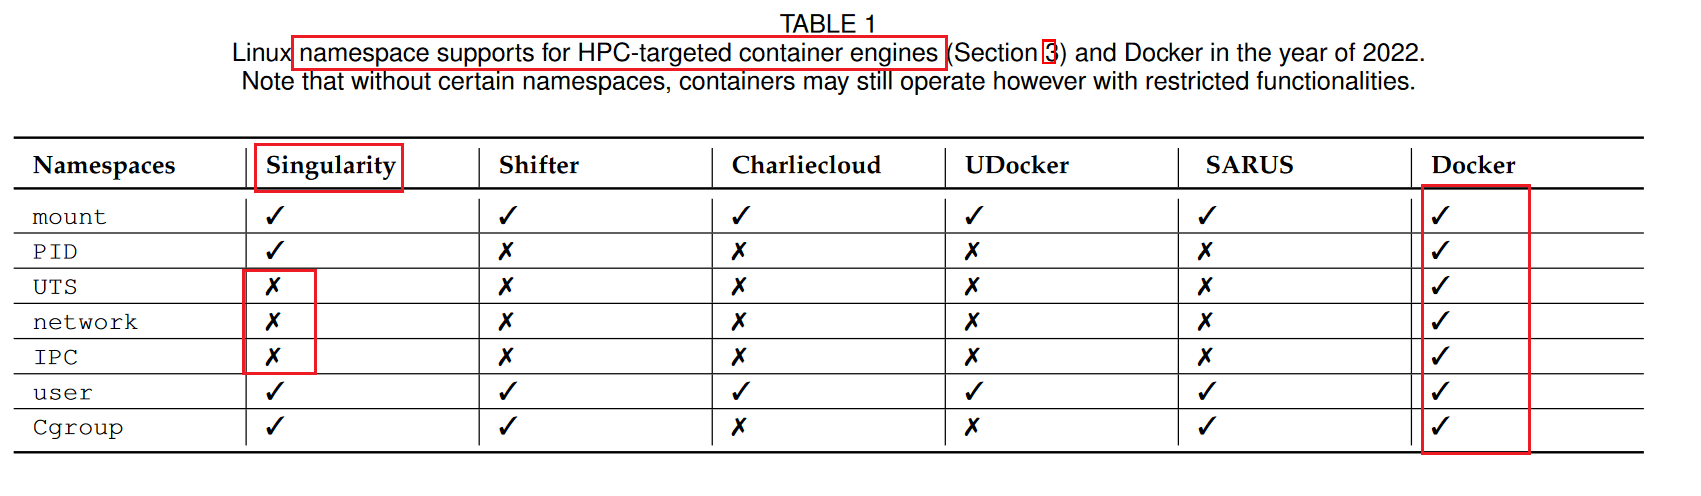 TABLE 1
Linux namespace supports for HPC-targeted container engines (Section 3) and Docker in the year of 2022.
Note that without certain namespaces, containers may still operate however with restricted functionalities.
Namespaces Singularity Shifter Charliecloud UDocker SARUS Docker
mount ✓ ✓ ✓ ✓ ✓ ✓
PID ✓ ✗ ✗ ✗ ✗ ✓
UTS ✗ ✗ ✗ ✗ ✗ ✓
network ✗ ✗ ✗ ✗ ✗ ✓
IPC ✗ ✗ ✗ ✗ ✗ ✓
user ✓ ✓ ✓ ✓ ✓ ✓
Cgroup ✓ ✓ ✗ ✗ ✓ ✓